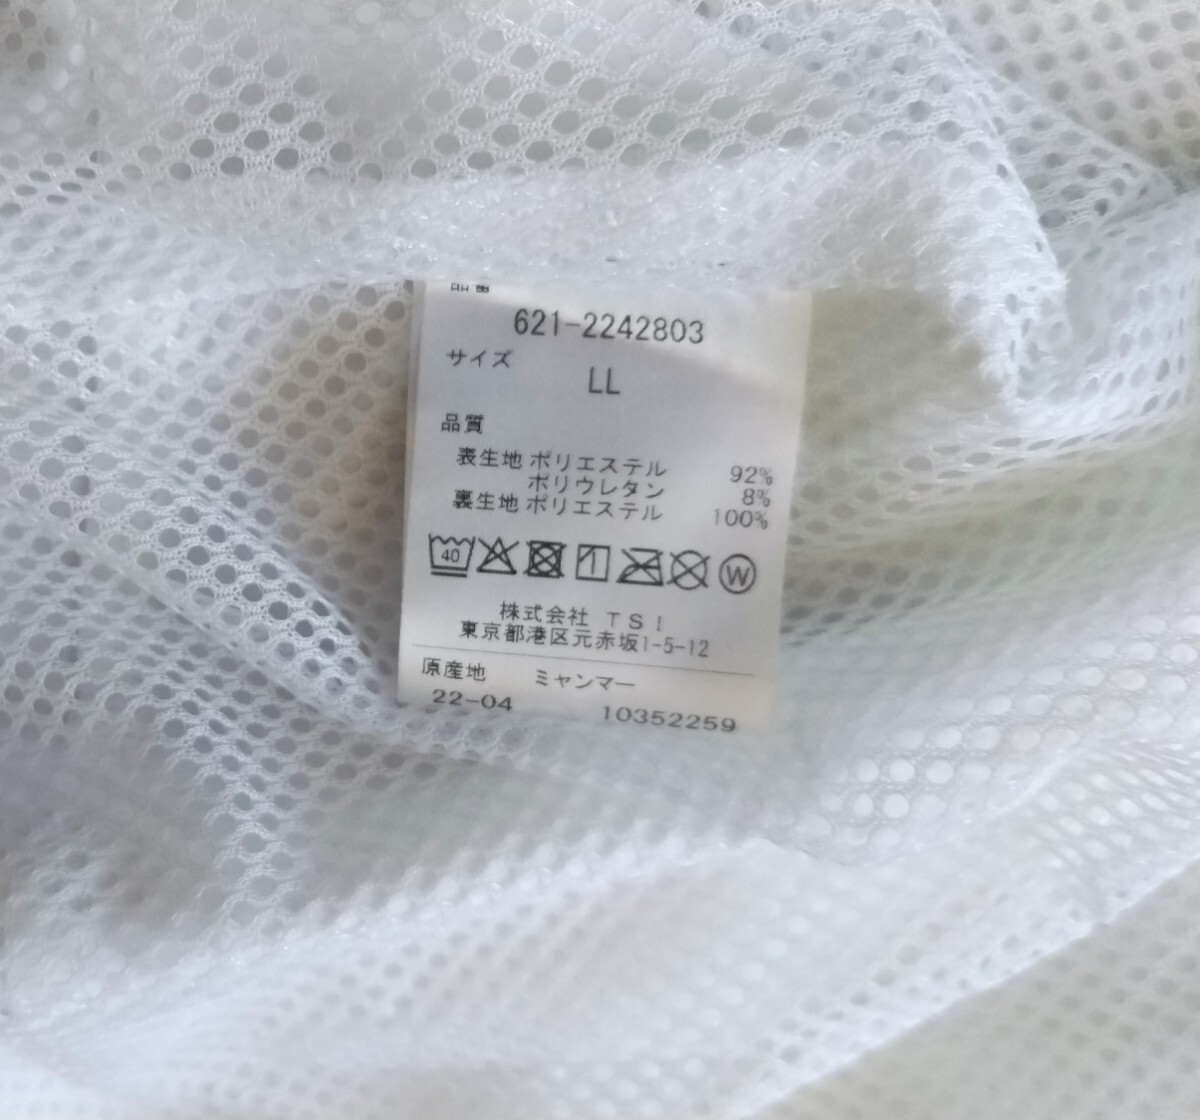 品番
621-2242803
サイズ
LL
品質
表生地 ポリエステル 92%
ポリウレタン 8%
裏生地 ポリエステル 100%
40 W
株式会社 TSI
東京都港区元赤坂1-5-12
原産地 ミャンマー
22-04 10352259